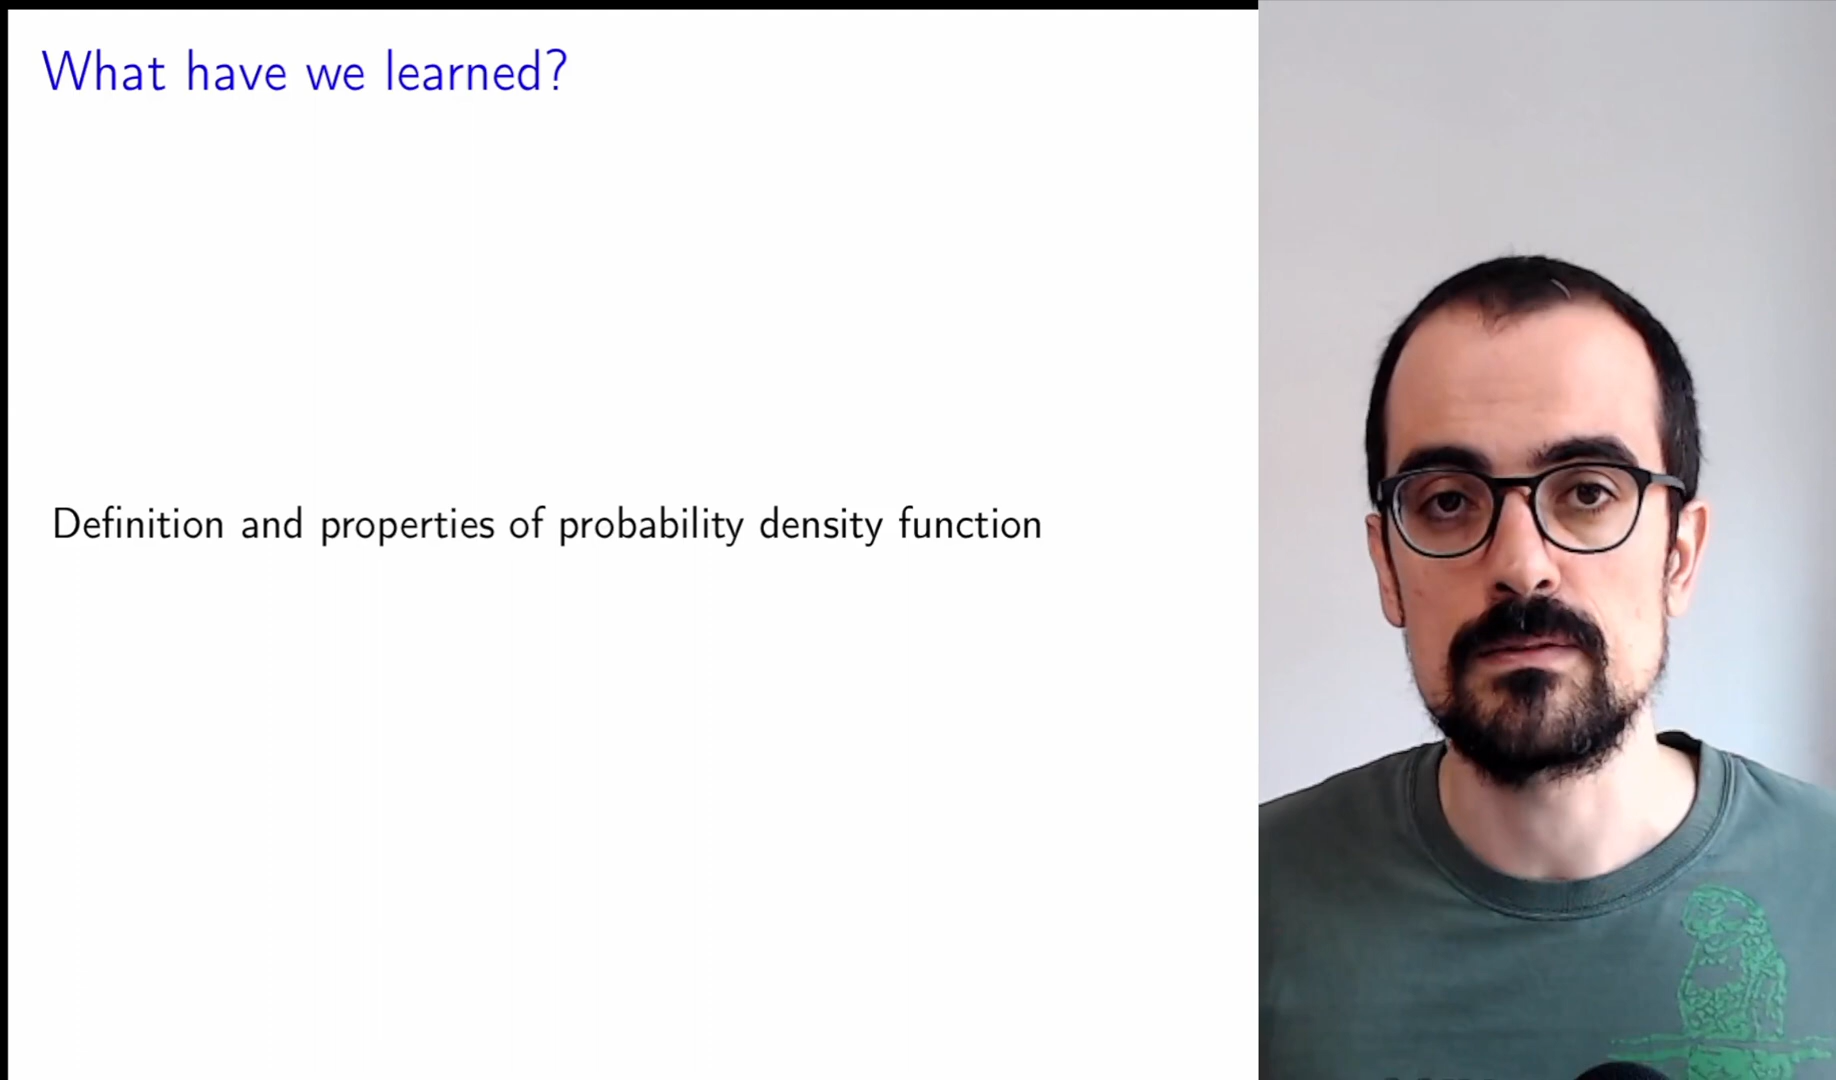 What have we learned?
Definition and properties of probability density function